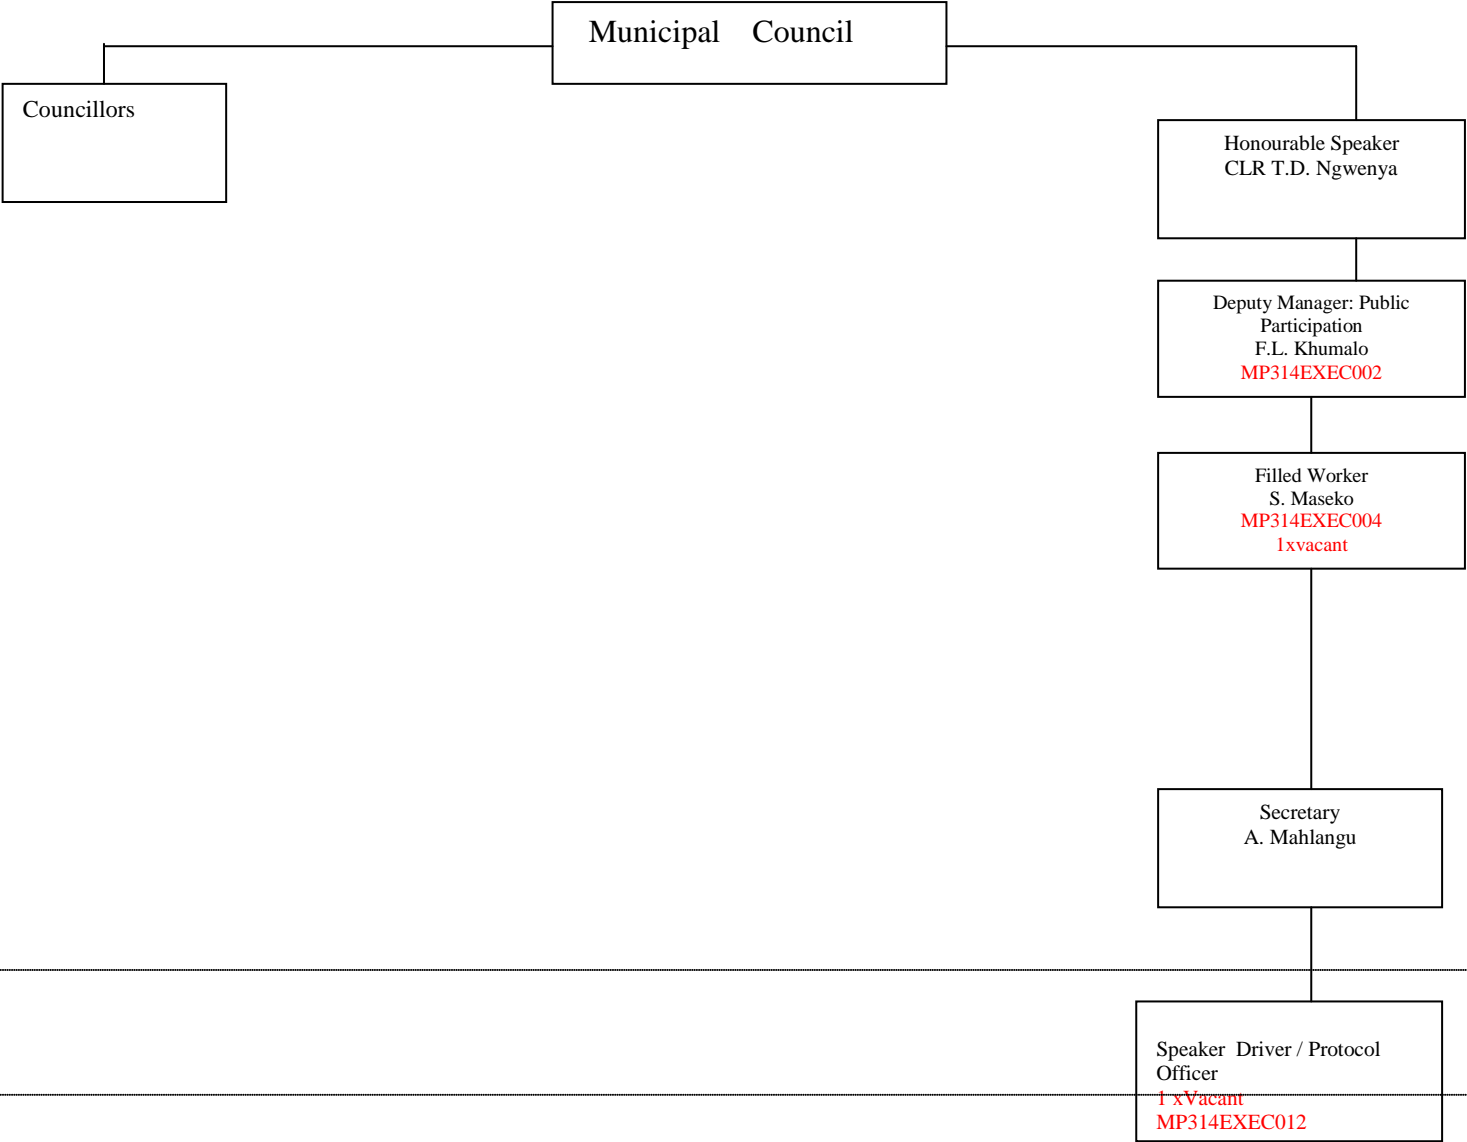 Municipal Council
Councillors
Honourable Speaker
CLR T.D. Ngwenya
Deputy Manager: Public
Participation
F.L. Khumalo
MP314EXEC002
Filled Worker
S. Maseko
MP314EXEC004
1xvacant
Secretary
A. Mahlangu
Speaker Driver / Protocol
Officer
1 xVacant
MP314EXEC012